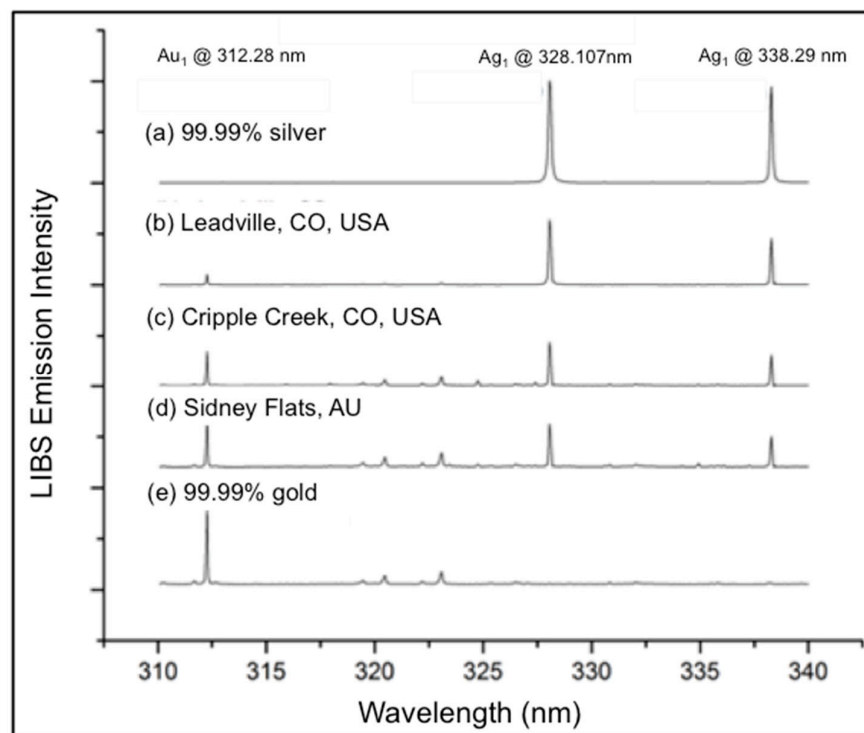 Au₁ @ 312.28 nm Ag₁ @ 328.107nm Ag₁ @ 338.29 nm
(a) 99.99% silver
(b) Leadville, CO, USA
(c) Cripple Creek, CO, USA
(d) Sidney Flats, AU
(e) 99.99% gold
LIBS Emission Intensity
310 315 320 325 330 335 340
Wavelength (nm)